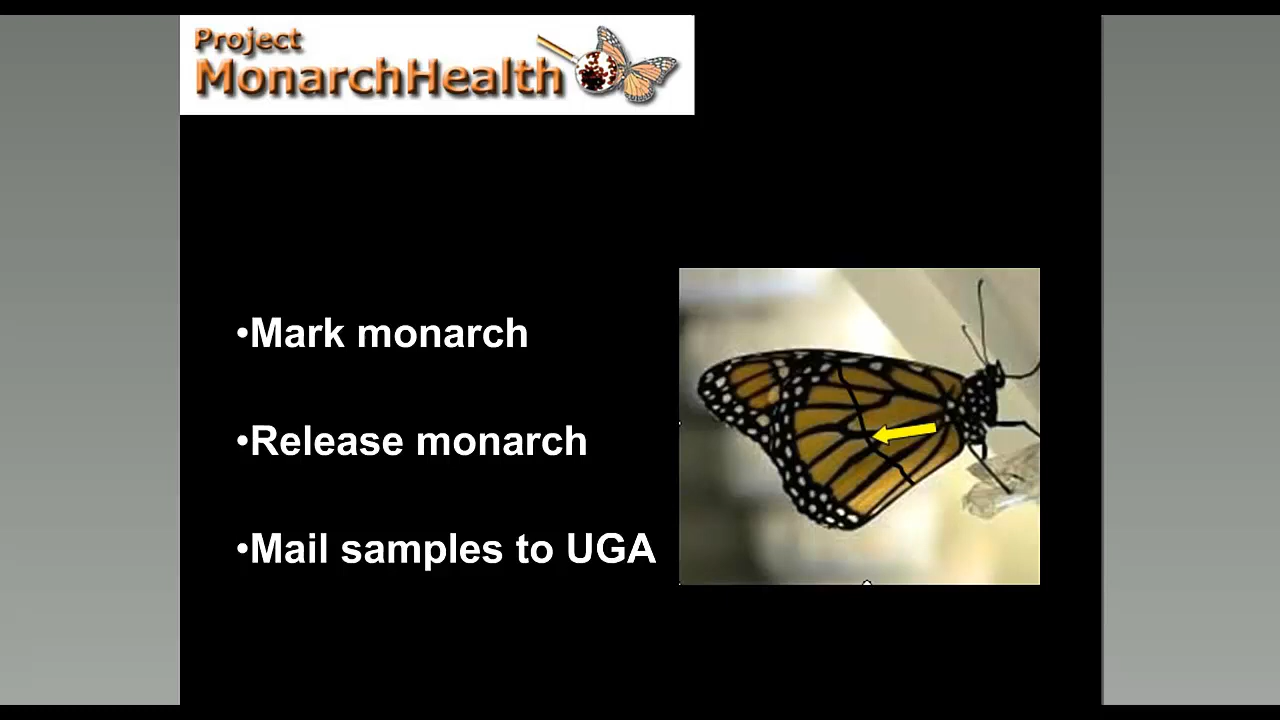 Project
MonarchHealth
•Mark monarch
•Release monarch
•Mail samples to UGA